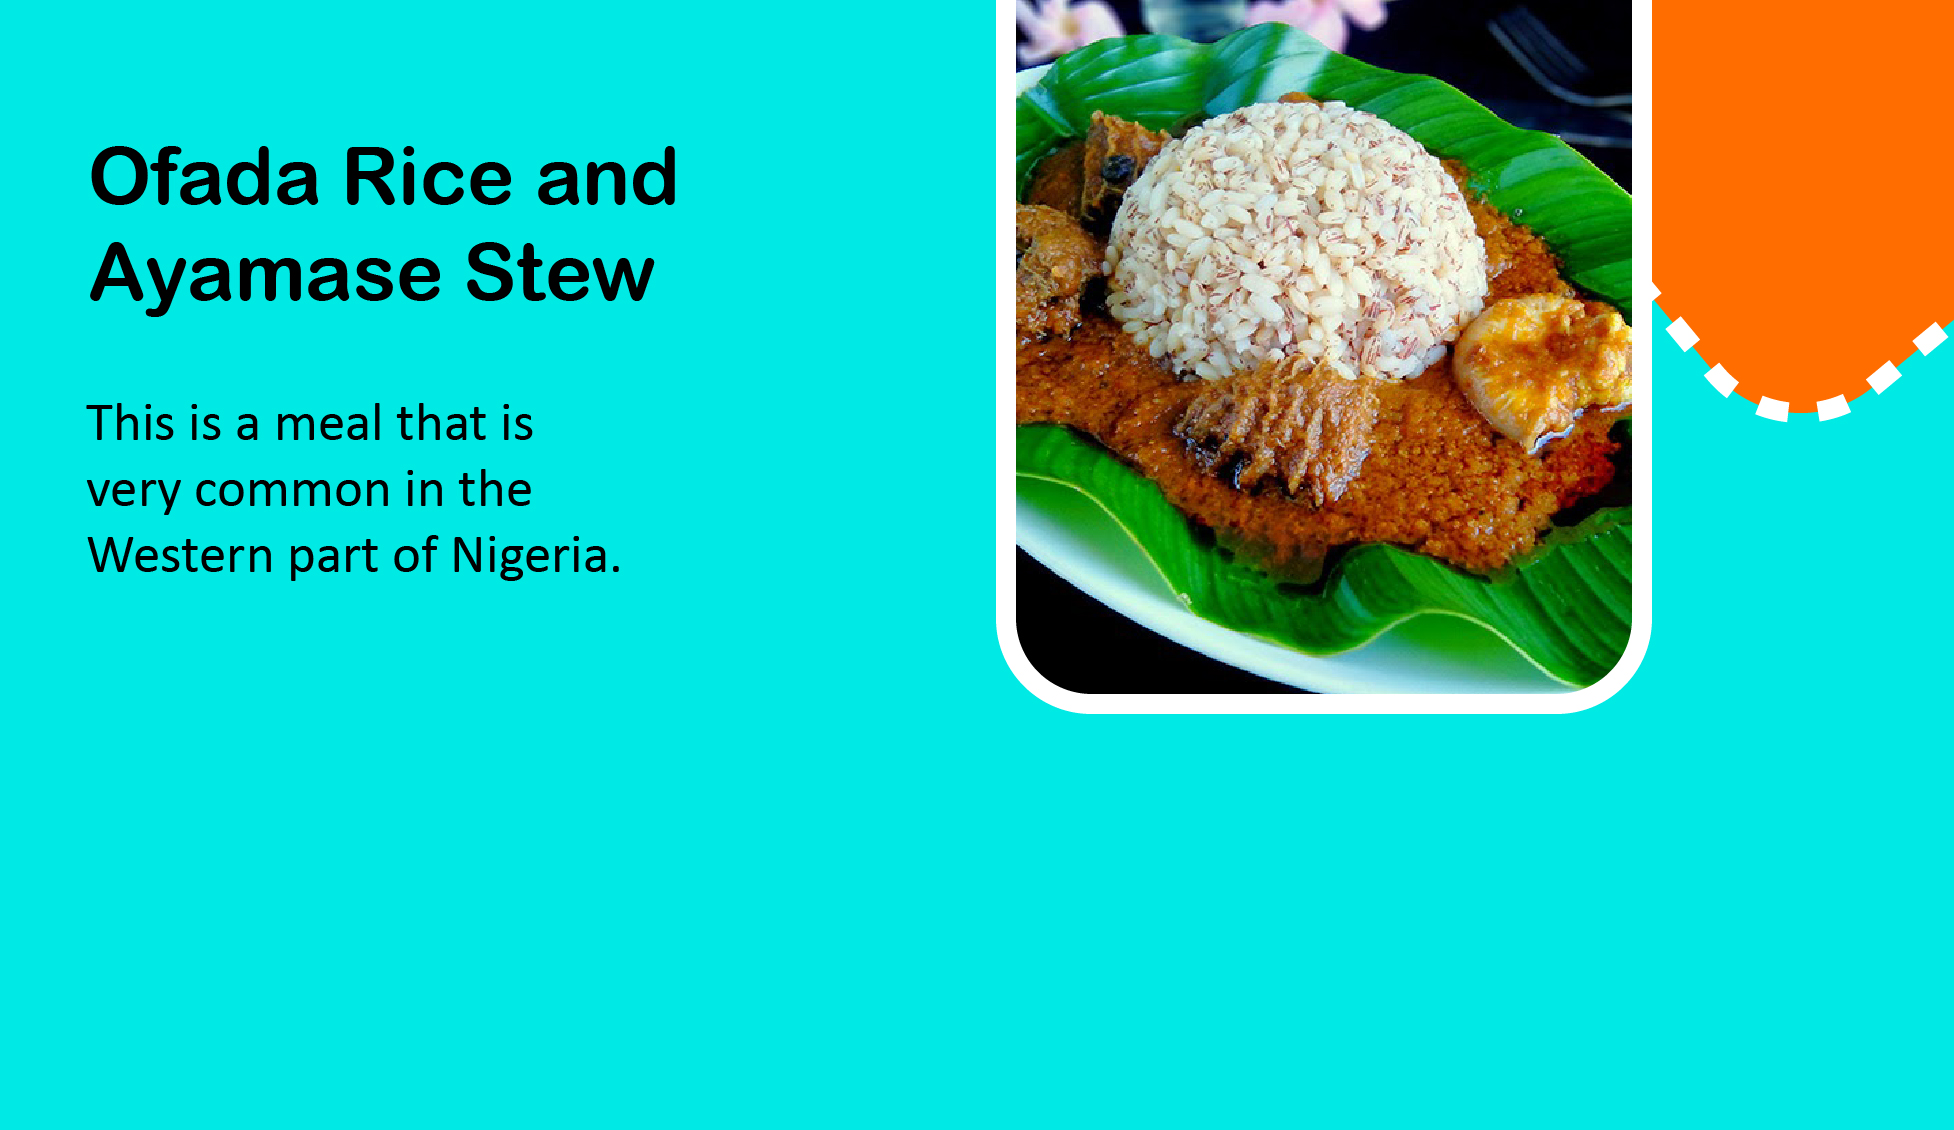 Ofada Rice and
Ayamase Stew
This is a meal that is
very common in the
Western part of Nigeria.